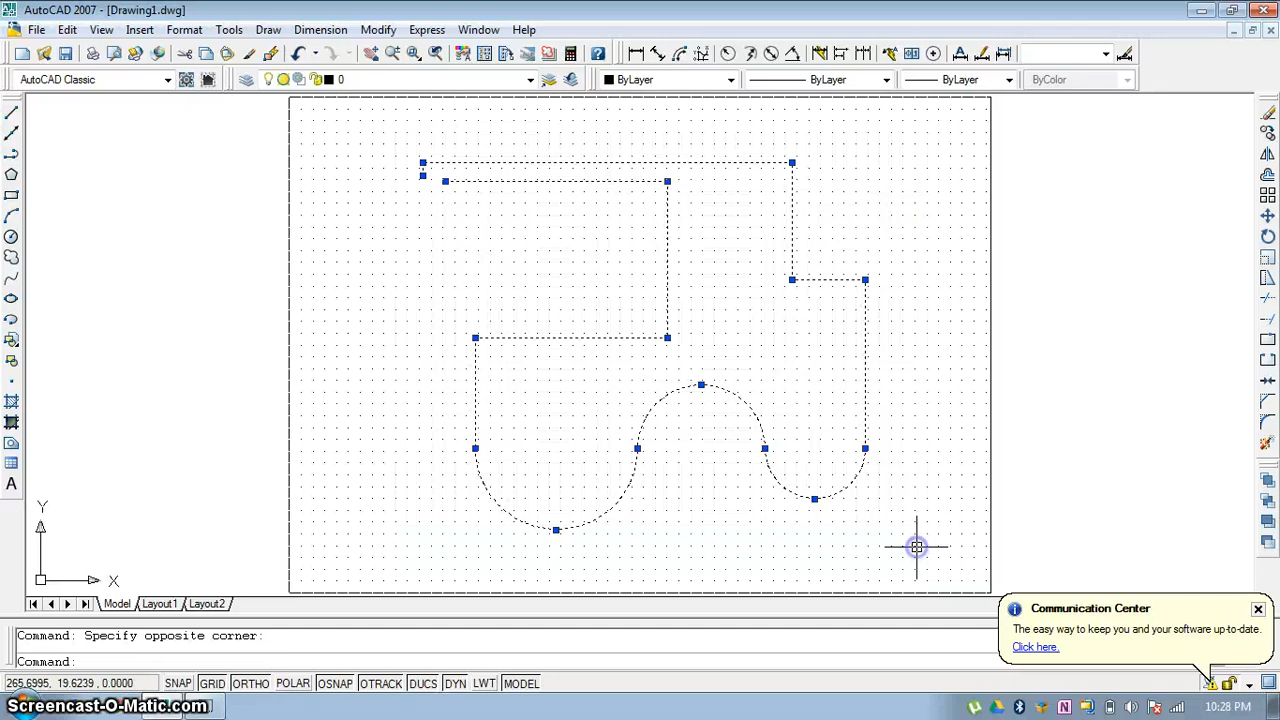 AutoCAD 2007 - [Drawing1.dwg]
File Edit View Insert Format Tools Draw Dimension Modify Express Window Help
AutoCAD Classic 0 ByLayer ByLayer ByLayer ByColor
A
Y
X
Model Layout1 Layout2
Command: Specify opposite corner:
Command:
Communication Center
The easy way to keep you and your software up-to-date.
Click here.
265.6995, 19.6239, 0.0000 SNAP GRID ORTHO POLAR OSNAP OTRACK DUCS DYN LWT MODEL
Screencast-O-Matic.com
10:28 PM